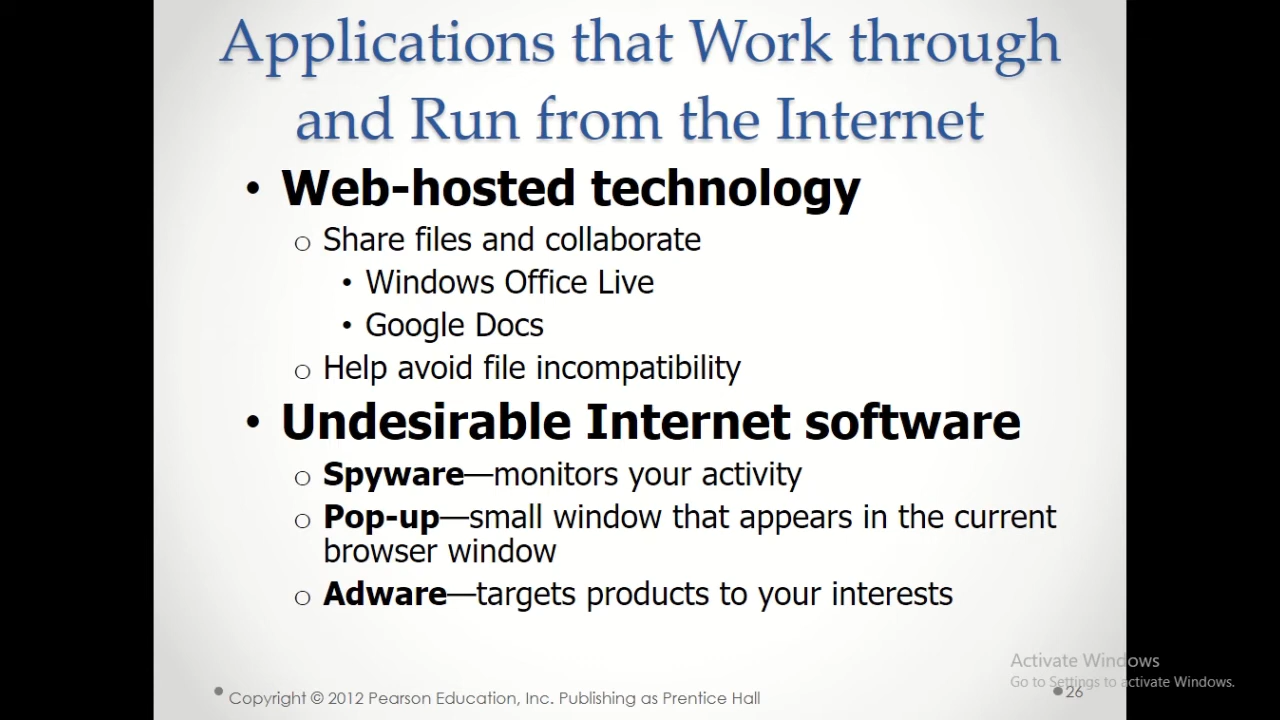 Applications that Work through
and Run from the Internet
• Web-hosted technology
o Share files and collaborate
• Windows Office Live
• Google Docs
o Help avoid file incompatibility
• Undesirable Internet software
o Spyware—monitors your activity
o Pop-up—small window that appears in the current
browser window
o Adware—targets products to your interests
Activate Windows
Go to Settings to activate Windows.
• Copyright © 2012 Pearson Education, Inc. Publishing as Prentice Hall
• 26